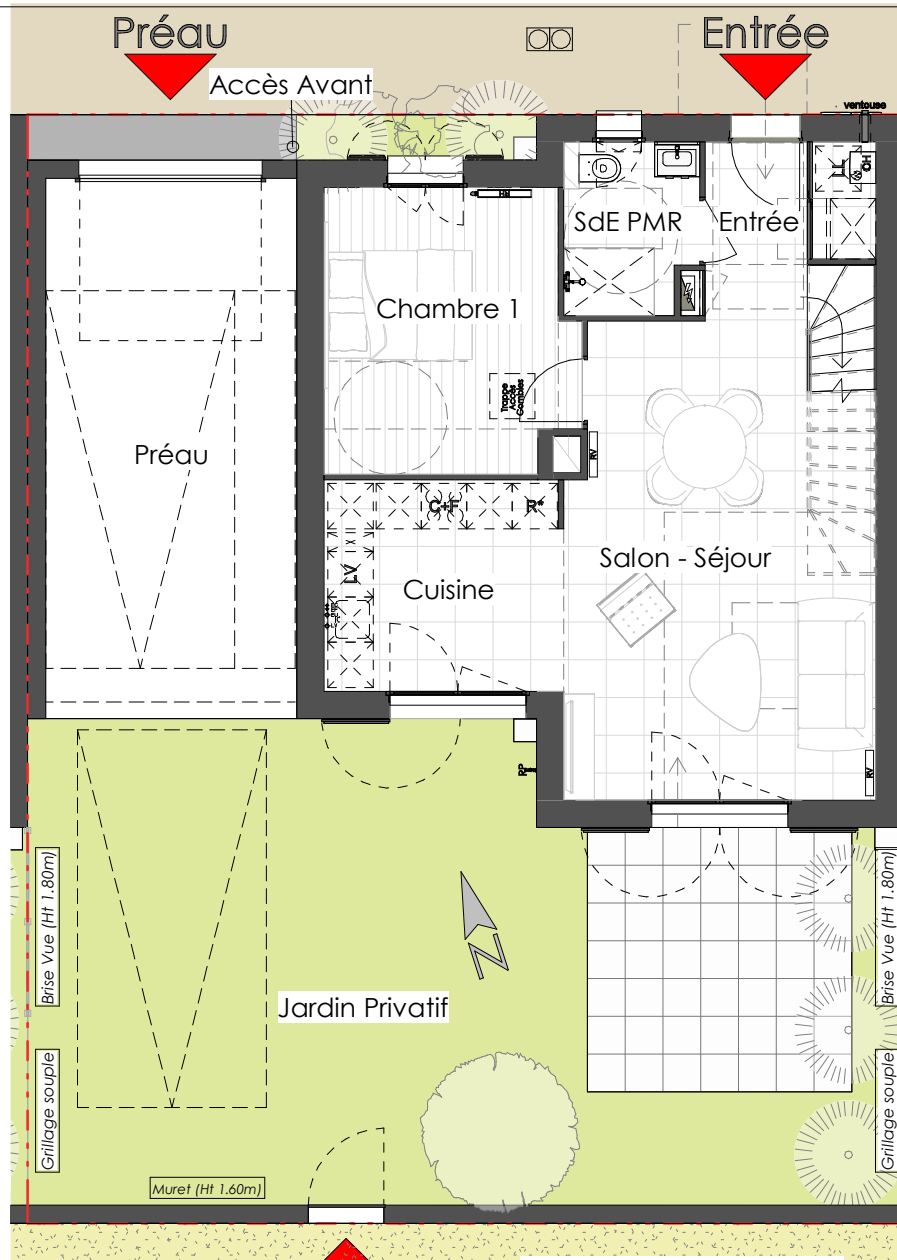 Préau
Entrée
Accès Avant
ventouse
LL
CH
SdE PMR
Entrée
Chambre 1
Trappe
Accès
Combles
Préau
RV
C+F
R*
LV
Salon - Séjour
Cuisine
RP
RV
Brise Vue (Ht 1.80m)
Brise Vue (Ht 1.80m)
N
Jardin Privatif
Grillage souple
Grillage souple
Muret (Ht 1.60m)